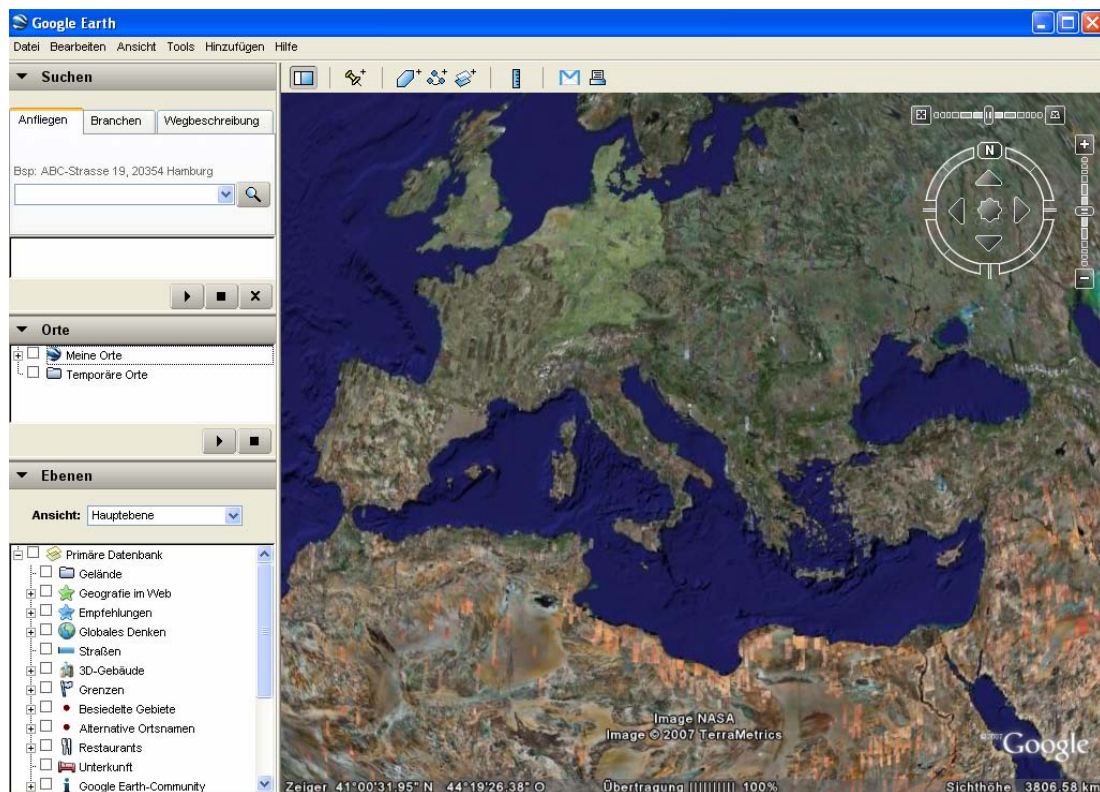 Google Earth
Datei Bearbeiten Ansicht Tools Hinzufügen Hilfe
Suchen
Anfliegen Branchen Wegbeschreibung
Bsp: ABC-Strasse 19, 20354 Hamburg
Orte
Meine Orte
Temporäre Orte
Ebenen
Ansicht: Hauptebene
Primäre Datenbank
Gelände
Geografie im Web
Empfehlungen
Globales Denken
Straßen
3D-Gebäude
Grenzen
Besiedelte Gebiete
Alternative Ortsnamen
Restaurants
Unterkunft
Google Earth-Community
N
Image NASA
Image © 2007 TerraMetrics
©2007 Google
Zeiger 41°00'31.95" N 44°19'26.38" O Übertragung |||||||||| 100% Sichthöhe 3806.58 km